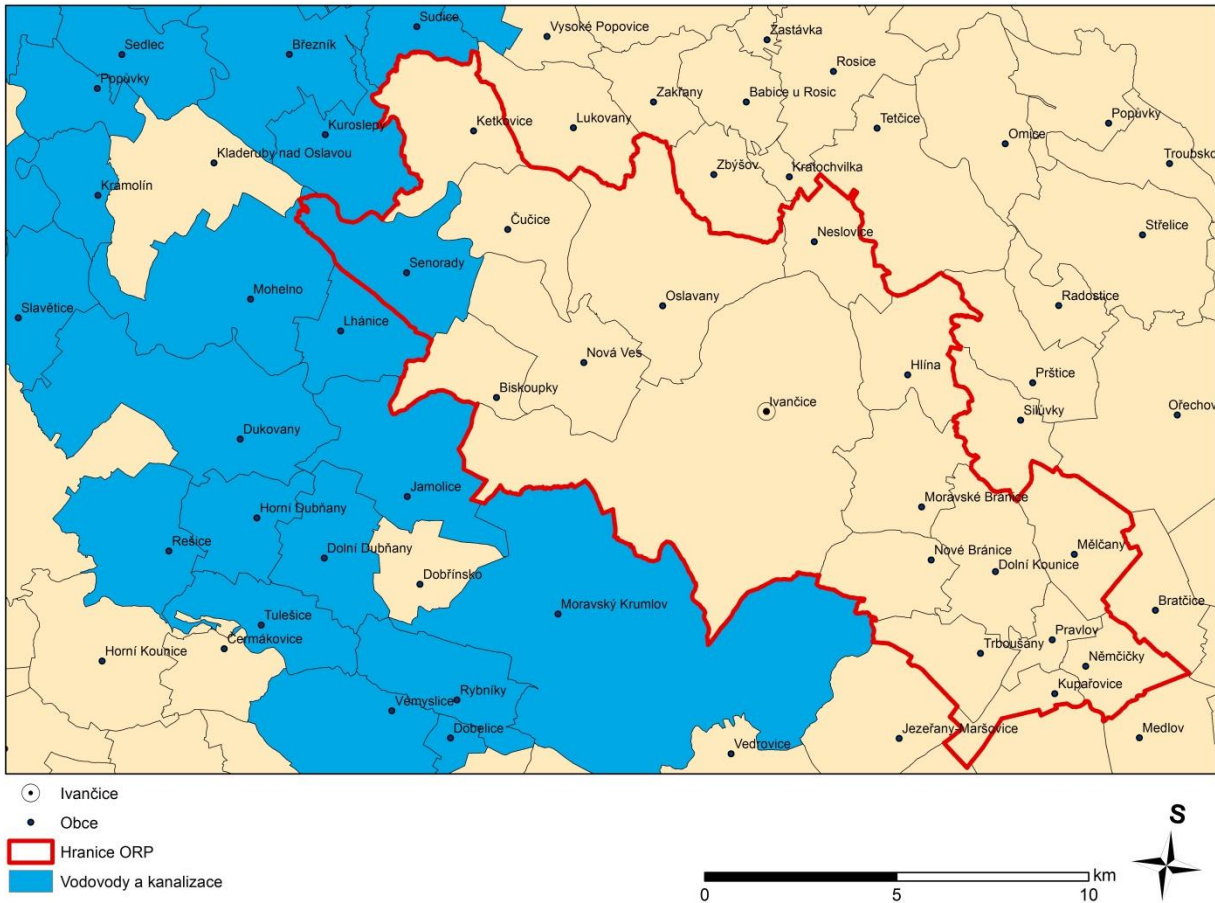 Sudice
Vysoké Popovice
Zastávka
Sedlec
Březník
Rosice
Popůvky
Zakřany
Babice u Rosic
Kuroslepy
Ketkovice
Lukovany
Tetčice
Popůvky
Omice
Kladeruby nad Oslavou
Troubsko
Zbýšov
Kratochvilka
Kramolín
Čučice
Neslovice
Střelice
Senorady
Mohelno
Oslavany
Radostice
Slavětice
Lhánice
Nová Ves
Hlína
Prštice
Biskoupky
Ivančice
Silůvky
Ořechov
Dukovany
Jamolice
Moravské Bránice
Horní Dubňany
Rešice
Dolní Dubňany
Nové Bránice
Mělčany
Dolní Kounice
Dobřínsko
Moravský Krumlov
Bratčice
Tulešice
Čermákovice
Pravlov
Horní Kounice
Trboušany
Němčičky
Rybníky
Kupařovice
Vémyslice
Dobelice
Jezeřany-Maršovice
Medlov
Vedrovice
Ivančice
Obce
Hranice ORP
Vodovody a kanalizace
S
km
0 5 10